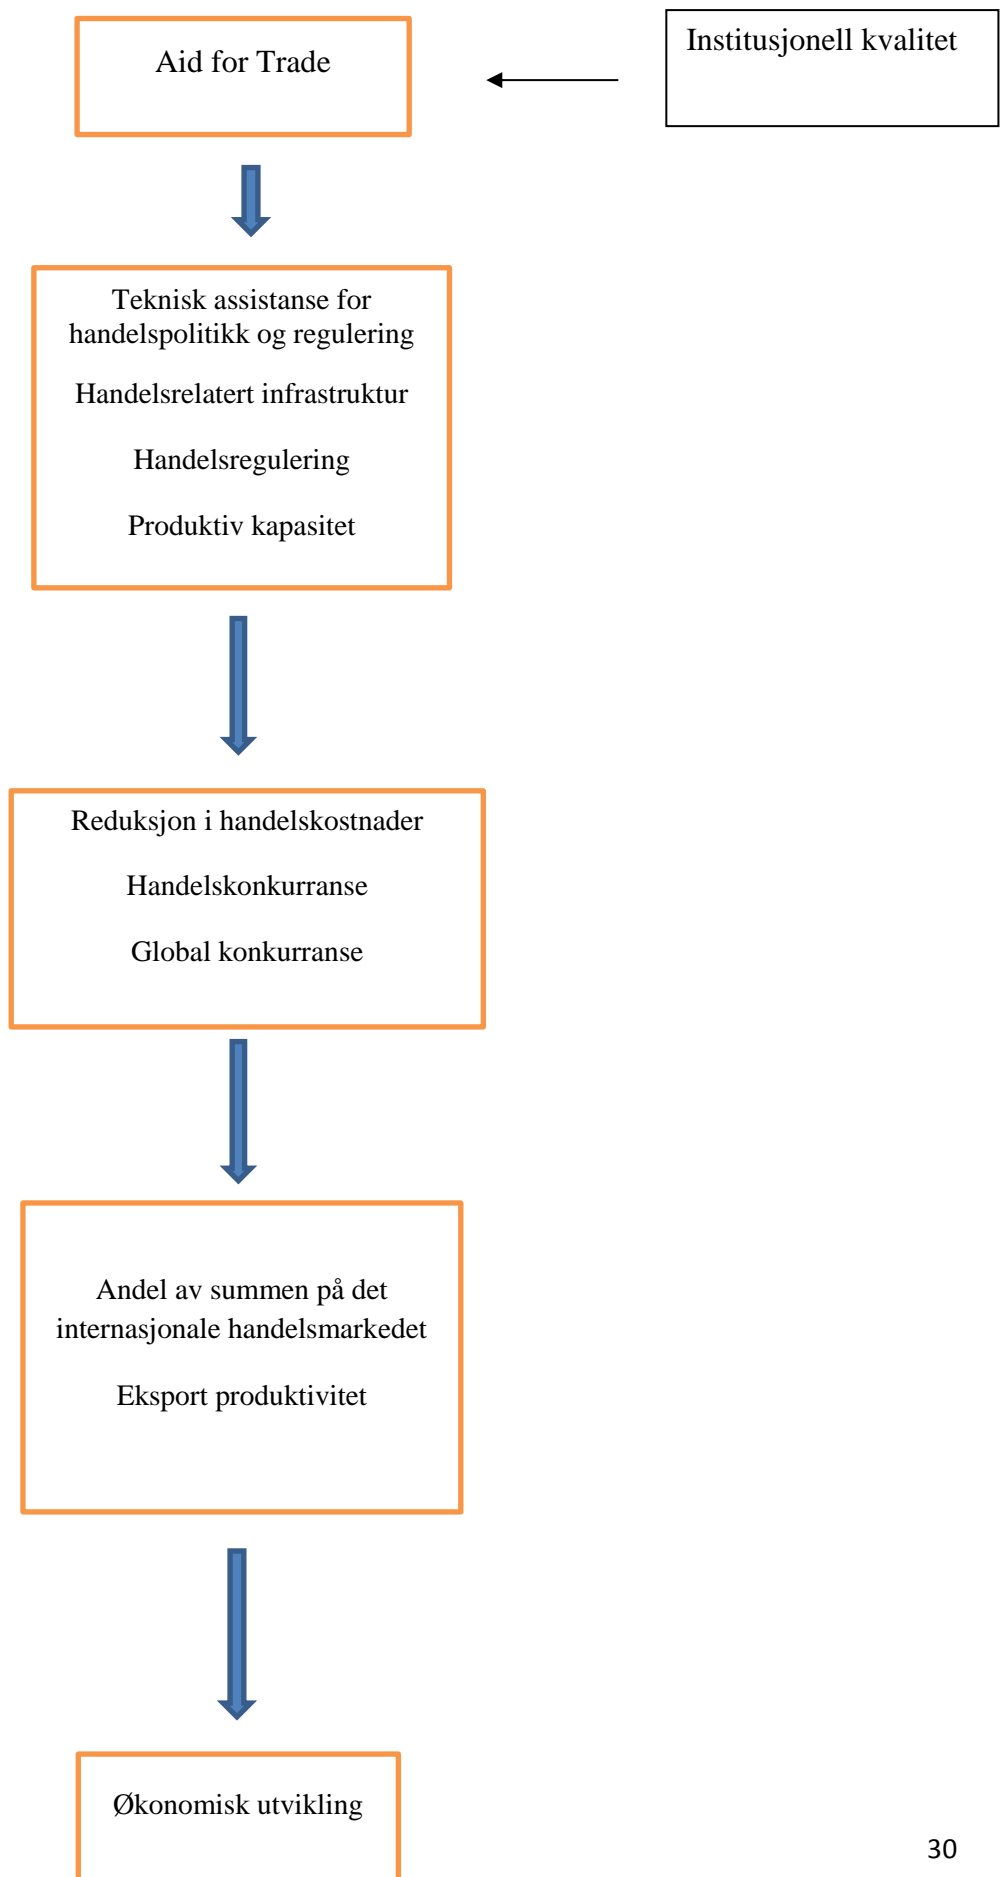 Aid for Trade
Institusjonell kvalitet
Teknisk assistanse for
handelspolitikk og regulering
Handelsrelatert infrastruktur
Handelsregulering
Produktiv kapasitet
Reduksjon i handelskostnader
Handelskonkurranse
Global konkurranse
Andel av summen på det
internasjonale handelsmarkedet
Eksport produktivitet
Økonomisk utvikling
30